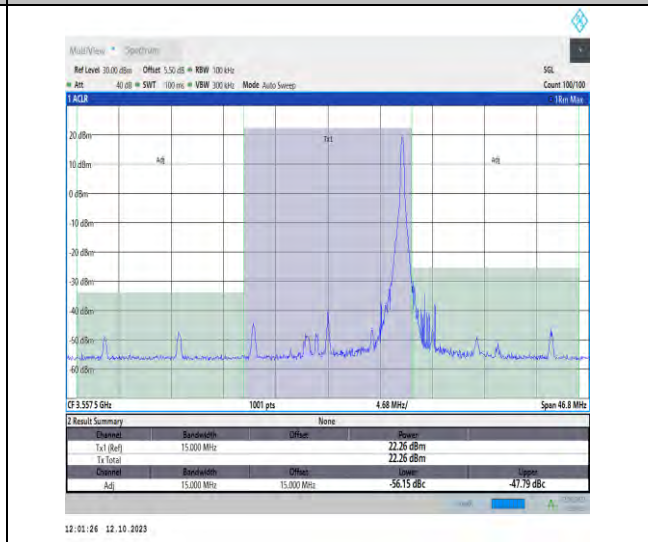 MultiView Spectrum
Ref Level 30.00 dBm Offset 5.50 dB RBW 100 kHz SGL
Att 40 dB SWT 100 ms VBW 300 kHz Mode Auto Sweep Count 100/100
1 ACLR 1Rm Max
Tx1
20 dBm
Adj Adj
10 dBm
0 dBm
-10 dBm
-20 dBm
-30 dBm
-40 dBm
-50 dBm
-60 dBm
CF 3.5575 GHz 1001 pts 4.68 MHz/ Span 46.8 MHz
2 Result Summary None
Channel Bandwidth Offset Power
Tx1 (Ref) 15.000 MHz 22.26 dBm
Tx Total 22.26 dBm
Channel Bandwidth Offset Lower Upper
Adj 15.000 MHz 15.000 MHz -56.15 dBc -47.79 dBc
12:01:26 12.10.2023